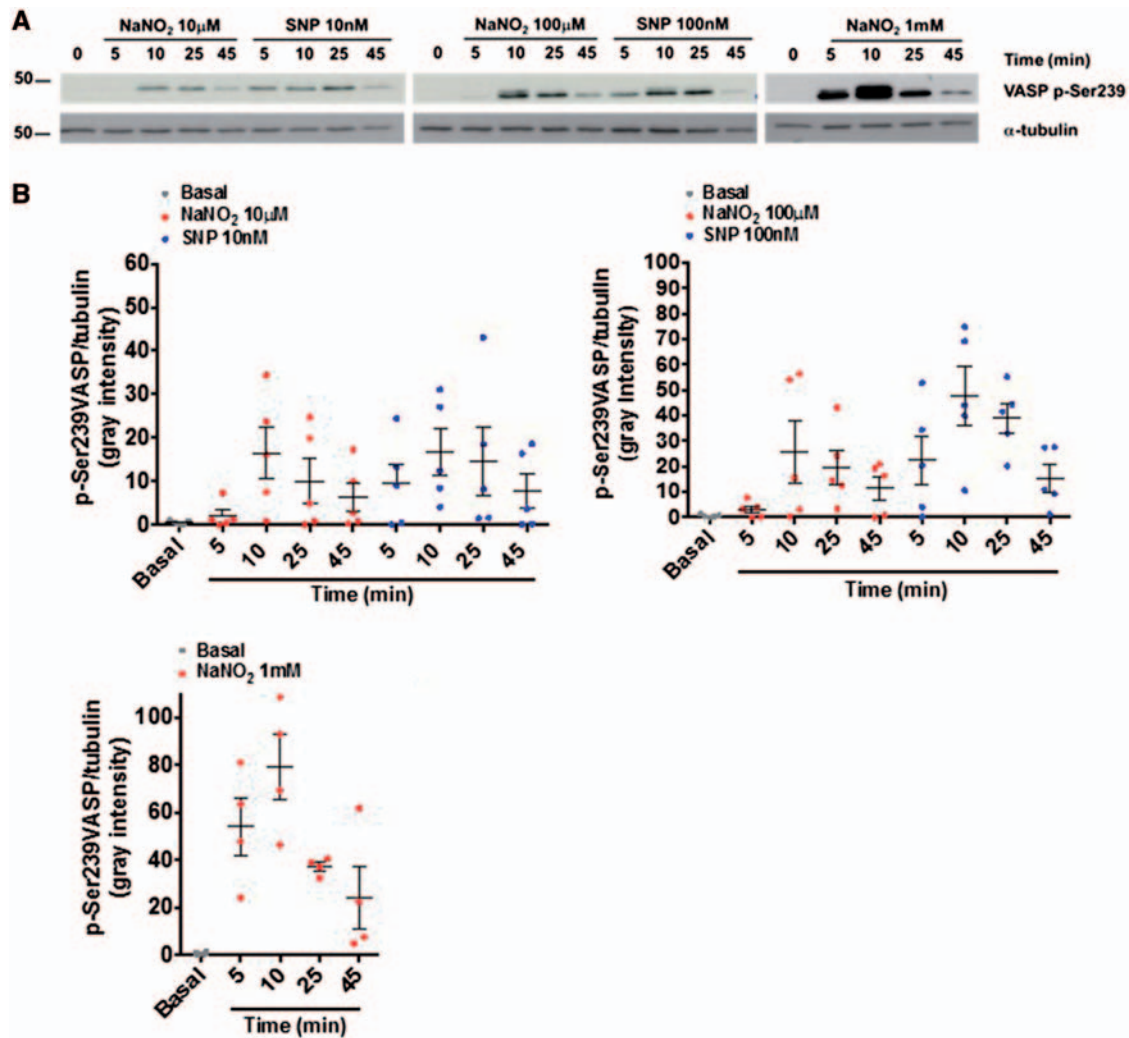 A
NaNO2 10µM SNP 10nM NaNO2 100µM SNP 100nM NaNO2 1mM
0 5 10 25 45 5 10 25 45 0 5 10 25 45 5 10 25 45 0 5 10 25 45 Time (min)
50 VASP p-Ser239
50 α-tubulin
B
Basal
NaNO2 10µM
SNP 10nM
p-Ser239VASP/tubulin
(gray intensity)
60
50
40
30
20
10
0
Basal 5 10 25 45 5 10 25 45
Time (min)
Basal
NaNO2 100µM
SNP 100nM
p-Ser239VASP/tubulin
(gray Intensity)
100
90
80
70
60
50
40
30
20
10
0
Basal 5 10 25 45 5 10 25 45
Time (min)
Basal
NaNO2 1mM
p-Ser239VASP/tubulin
(gray intensity)
100
80
60
40
20
0
Basal 5 10 25 45
Time (min)